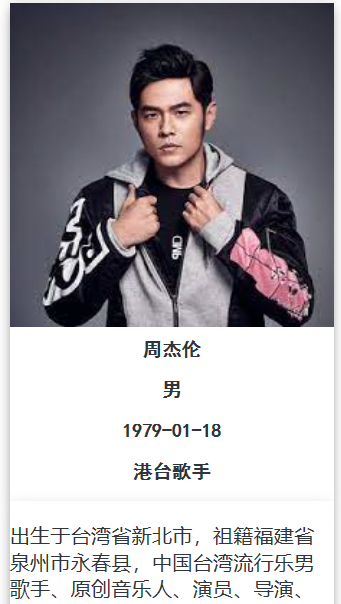 周杰伦
男
1979-01-18
港台歌手
出生于台湾省新北市，祖籍福建省
泉州市永春县，中国台湾流行乐男
歌手、原创音乐人、演员、导演、